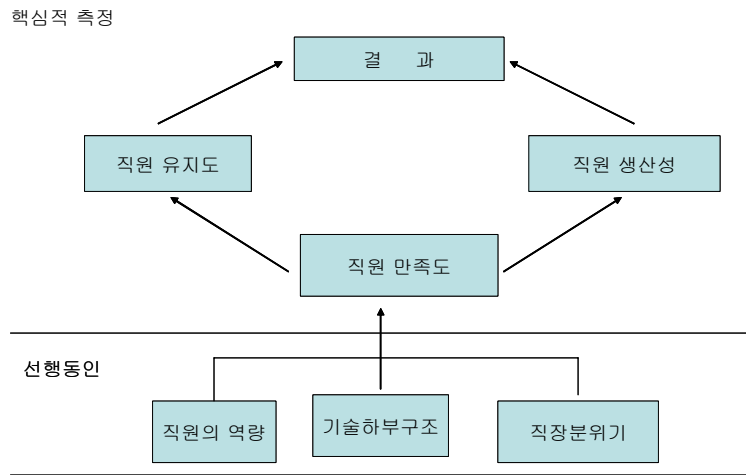 핵심적 측정
결 과
직원 유지도
직원 생산성
직원 만족도
선행동인
직원의 역량
기술하부구조
직장분위기